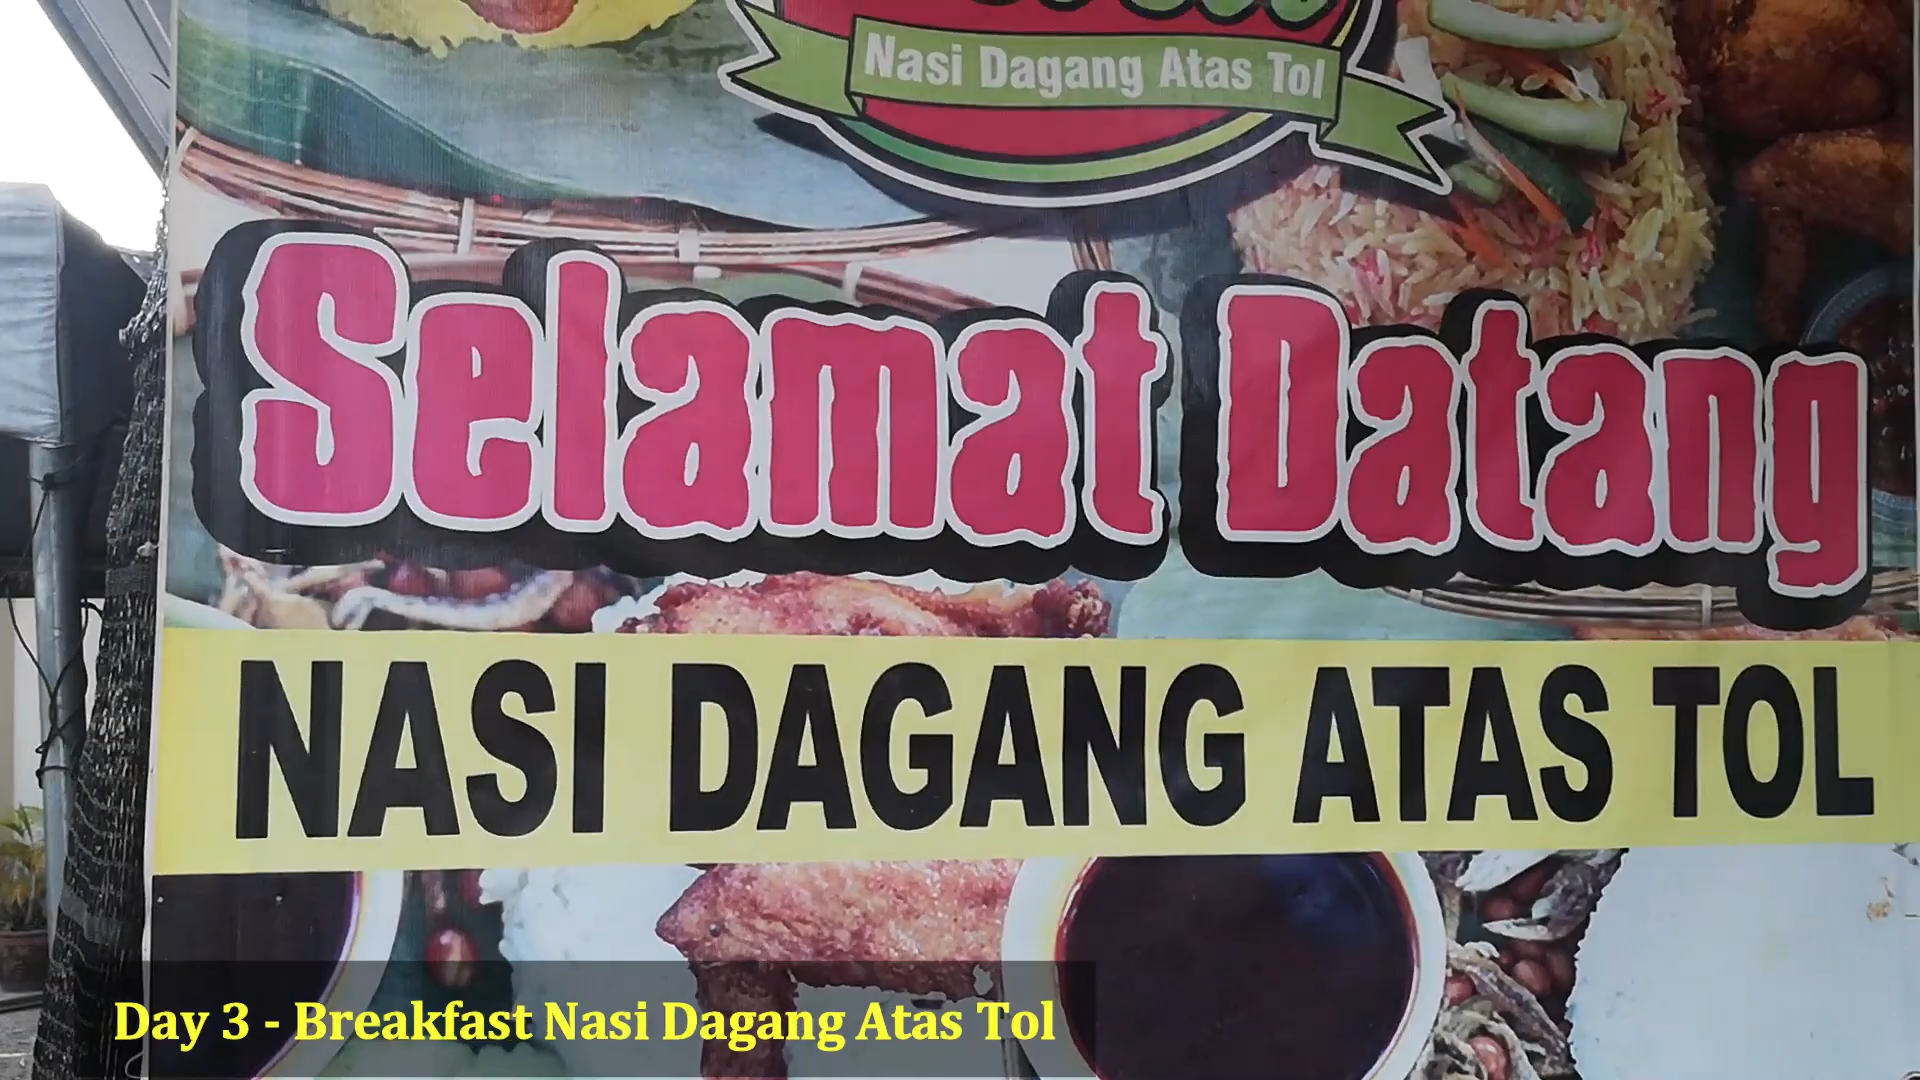 Nasi Dagang Atas Tol
Selamat Datang
NASI DAGANG ATAS TOL
Day 3 - Breakfast Nasi Dagang Atas Tol